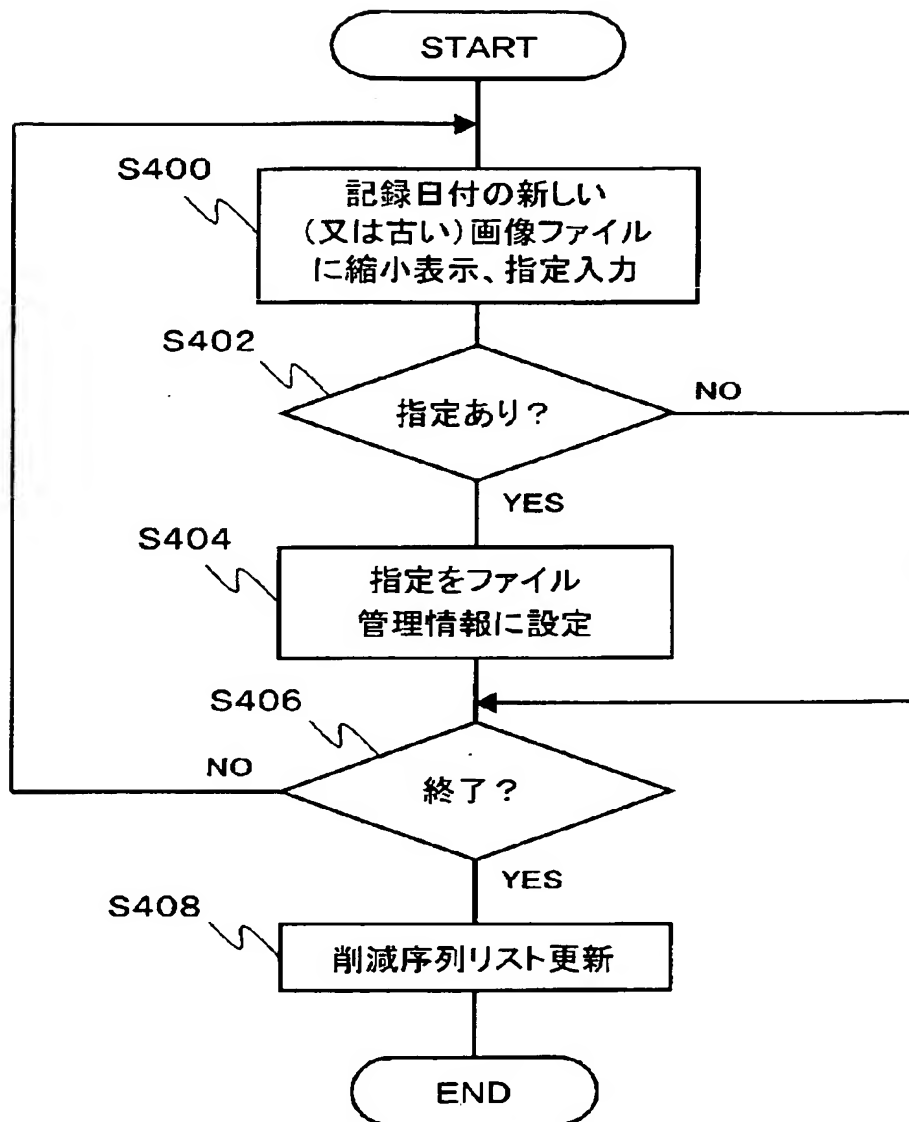 START
S400
記録日付の新しい
(又は古い)画像ファイル
に縮小表示、指定入力
S402
指定あり?
NO
YES
S404
指定をファイル
管理情報に設定
S406
NO
終了?
YES
S408
削減序列リスト更新
END